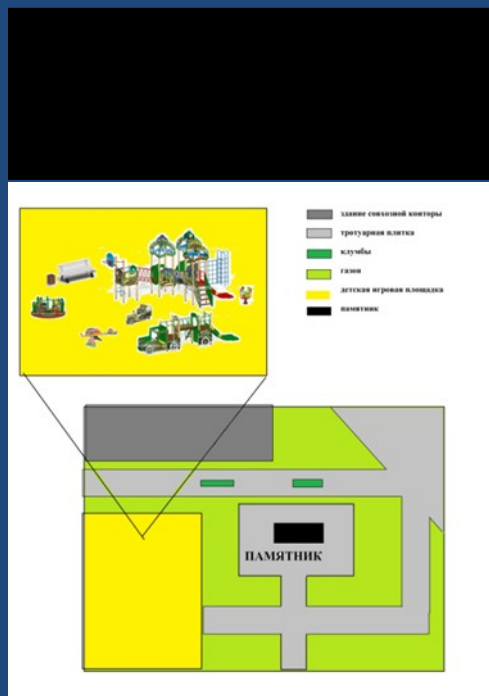 здание совхозной конторы
тротуарная плитка
клумбы
газон
детская игровая площадка
памятник
ПАМЯТНИК